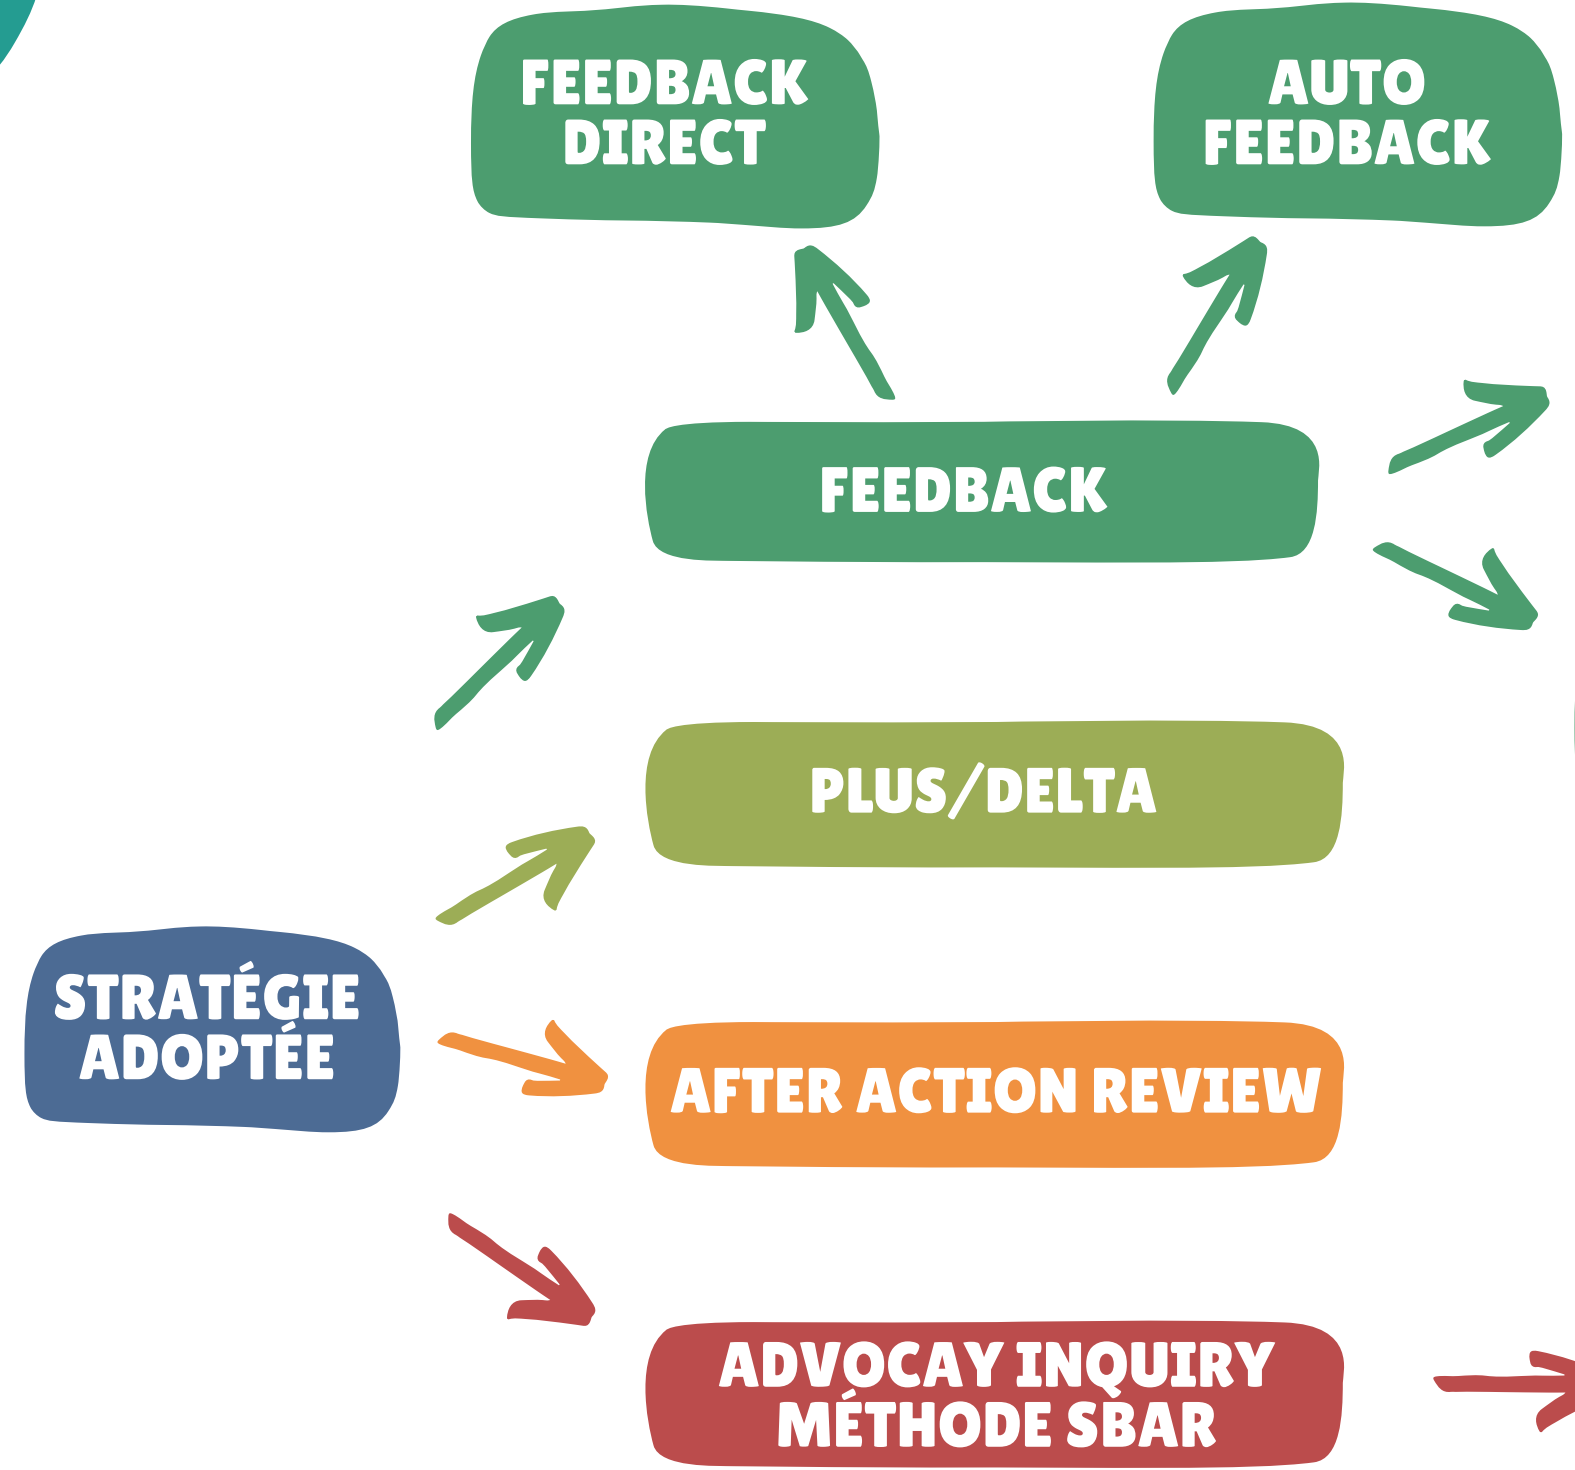 FEEDBACK
DIRECT
AUTO
FEEDBACK
FEEDBACK
PLUS/DELTA
STRATÉGIE
ADOPTÉE
AFTER ACTION REVIEW
ADVOCAY INQUIRY
MÉTHODE SBAR